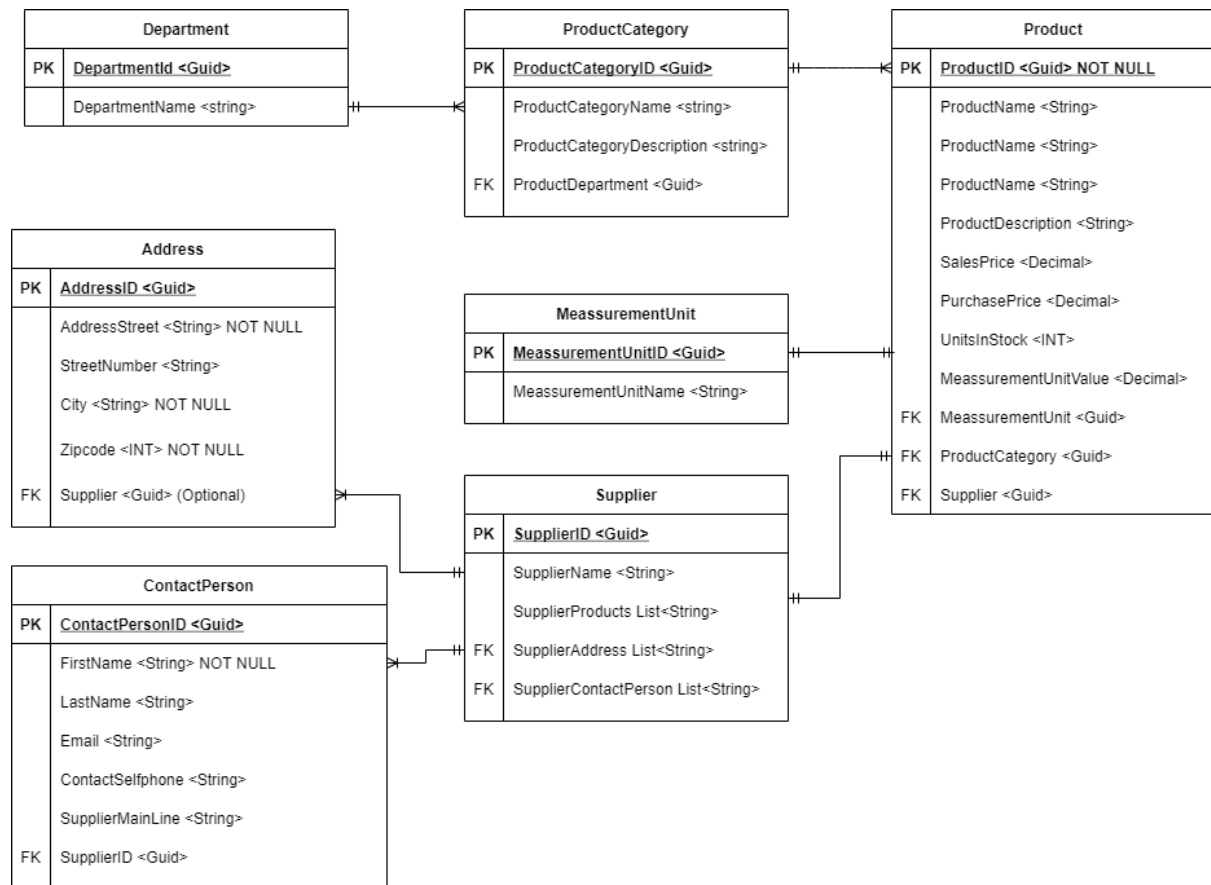 Department
PK DepartmentId <Guid>
DepartmentName <string>
ProductCategory
PK ProductCategoryID <Guid>
ProductCategoryName <string>
ProductCategoryDescription <string>
FK ProductDepartment <Guid>
Product
PK ProductID <Guid> NOT NULL
ProductName <String>
ProductName <String>
ProductName <String>
ProductDescription <String>
SalesPrice <Decimal>
PurchasePrice <Decimal>
UnitsInStock <INT>
MeassurementUnitValue <Decimal>
FK MeassurementUnit <Guid>
FK ProductCategory <Guid>
FK Supplier <Guid>
Address
PK AddressID <Guid>
AddressStreet <String> NOT NULL
StreetNumber <String>
City <String> NOT NULL
Zipcode <INT> NOT NULL
FK Supplier <Guid> (Optional)
MeassurementUnit
PK MeassurementUnitID <Guid>
MeassurementUnitName <String>
Supplier
PK SupplierID <Guid>
SupplierName <String>
SupplierProducts List<String>
FK SupplierAddress List<String>
FK SupplierContactPerson List<String>
ContactPerson
PK ContactPersonID <Guid>
FirstName <String> NOT NULL
LastName <String>
Email <String>
ContactSelfphone <String>
SupplierMainLine <String>
FK SupplierID <Guid>